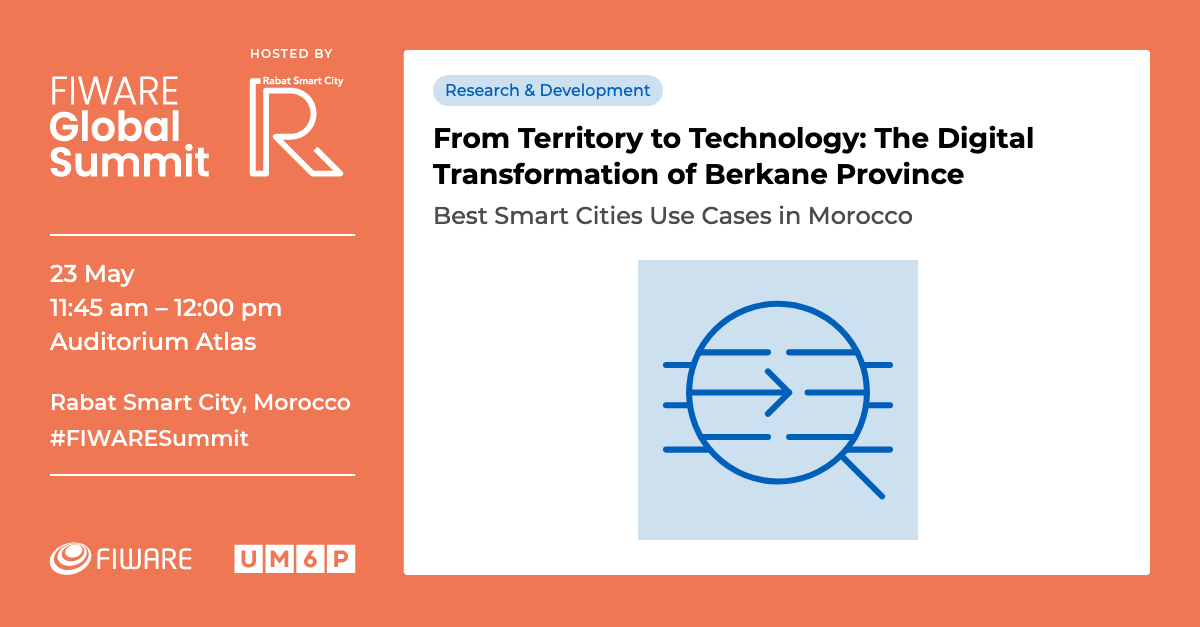 HOSTED BY
FIWARE
Global
Summit
Rabat Smart City
R
23 May
11:45 am – 12:00 pm
Auditorium Atlas
Rabat Smart City, Morocco
#FIWARESummit
FIWARE
UM6P
Research & Development
From Territory to Technology: The Digital
Transformation of Berkane Province
Best Smart Cities Use Cases in Morocco